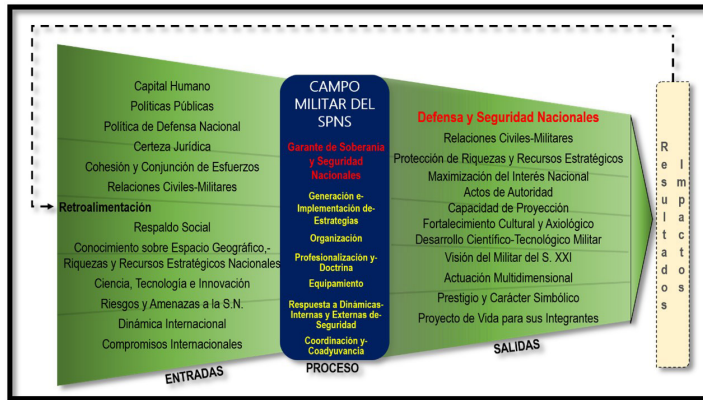 Capital Humano
Políticas Públicas
Política de Defensa Nacional
Certeza Jurídica
Cohesión y Conjunción de Esfuerzos
Relaciones Civiles-Militares
Retroalimentación
Respaldo Social
Conocimiento sobre Espacio Geográfico,-
Riquezas y Recursos Estratégicos Nacionales
Ciencia, Tecnología e Innovación
Riesgos y Amenazas a la S.N.
Dinámica Internacional
Compromisos Internacionales
ENTRADAS
CAMPO
MILITAR DEL
SPNS
Garante de Soberanía
y Seguridad
Nacionales
Generación e-
Implementación de-
Estrategias
Organización
Profesionalización y-
Doctrina
Equipamiento
Respuesta a Dinámicas-
Internas y Externas de-
Seguridad
Coordinación y-
Coadyuvancia
PROCESO
Defensa y Seguridad Nacionales
Relaciones Civiles-Militares
Protección de Riquezas y Recursos Estratégicos
Maximización del Interés Nacional
Actos de Autoridad
Capacidad de Proyección
Fortalecimiento Cultural y Axiológico
Desarrollo Científico-Tecnológico Militar
Visión del Militar del S. XXI
Actuación Multidimensional
Prestigio y Carácter Simbólico
Proyecto de Vida para sus Integrantes
SALIDAS
Resultados
Impactos